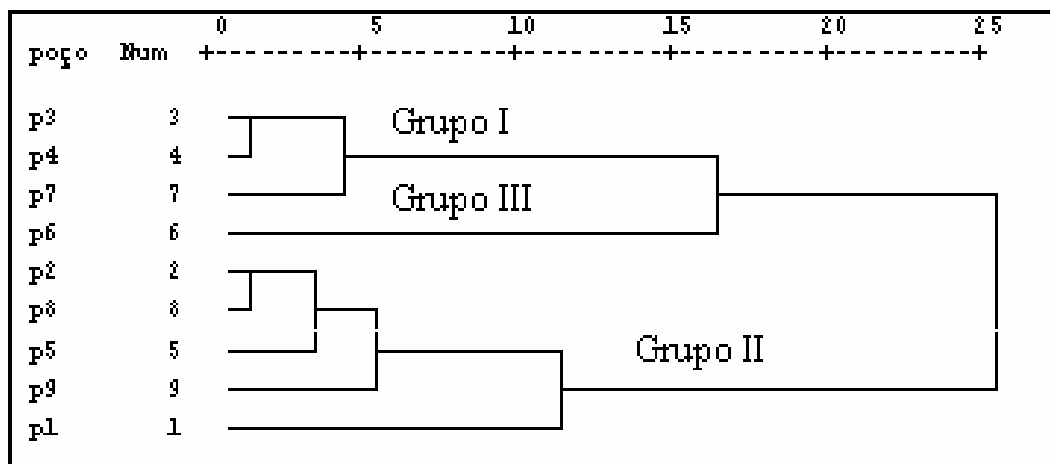 0 5 10 15 20 25
poço Num +---------+---------+---------+---------+---------+
p3 3 Grupo I
p4 4
p7 7 Grupo III
p6 6
p2 2
p8 8
p5 5 Grupo II
p9 9
p1 1